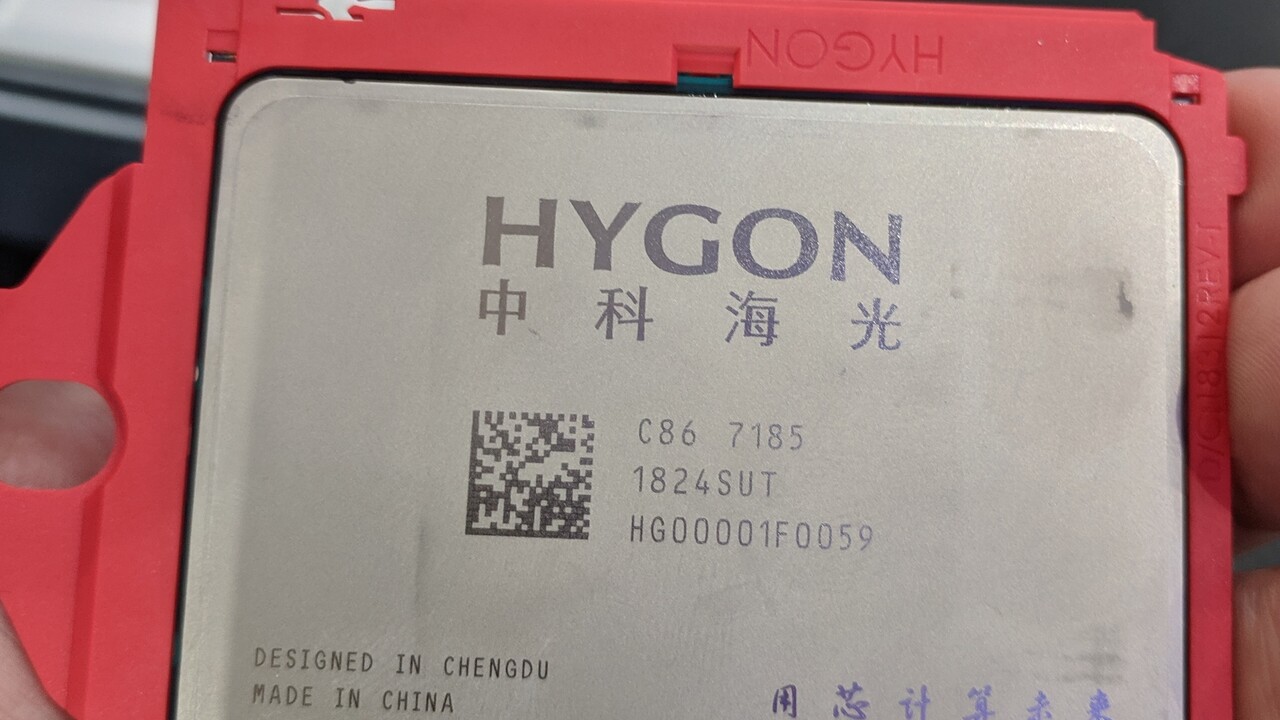 HYGON
HYGON
中科海光
C86 7185
1824SUT
HG00001F0059
DESIGNED IN CHENGDU
MADE IN CHINA
用芯计算未来